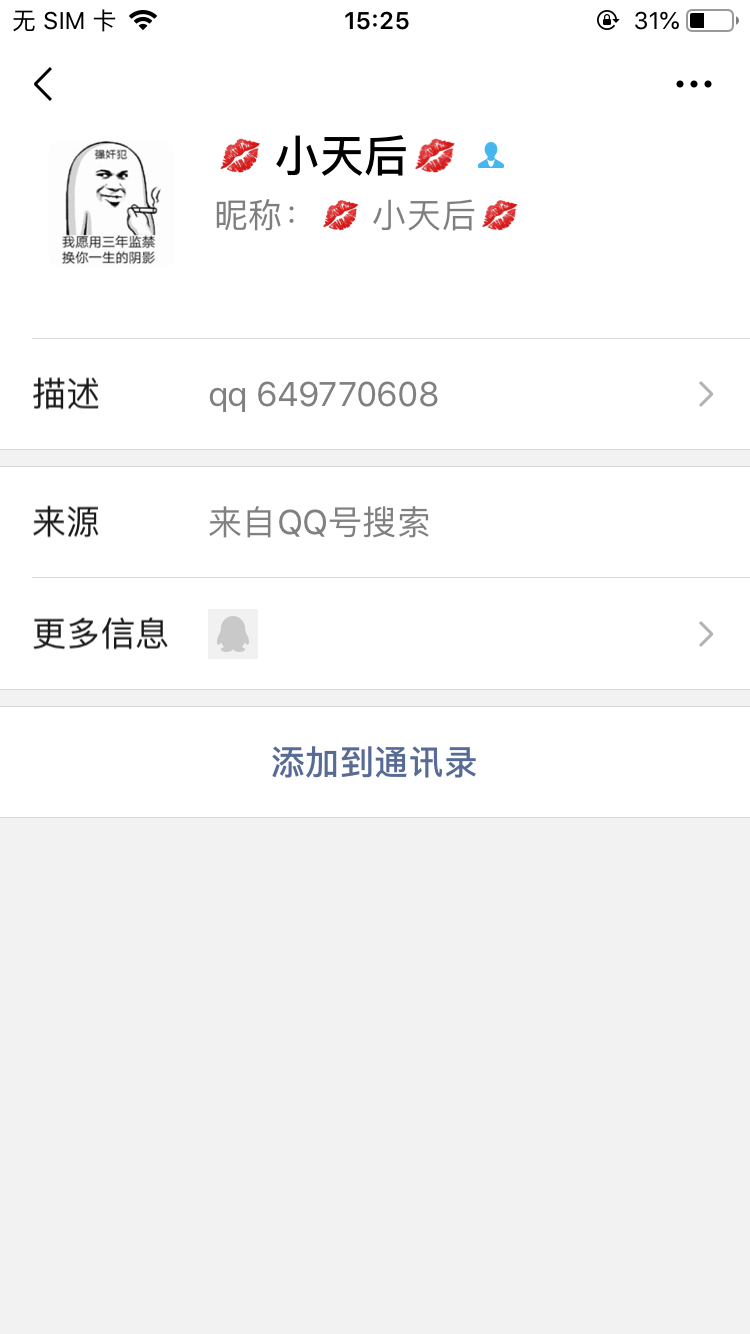 无 SIM 卡 15:25 31%
强奸犯
我愿用三年监禁
换你一生的阴影
💋 小天后💋
昵称：💋 小天后💋
描述 qq 649770608
来源 来自QQ号搜索
更多信息
添加到通讯录